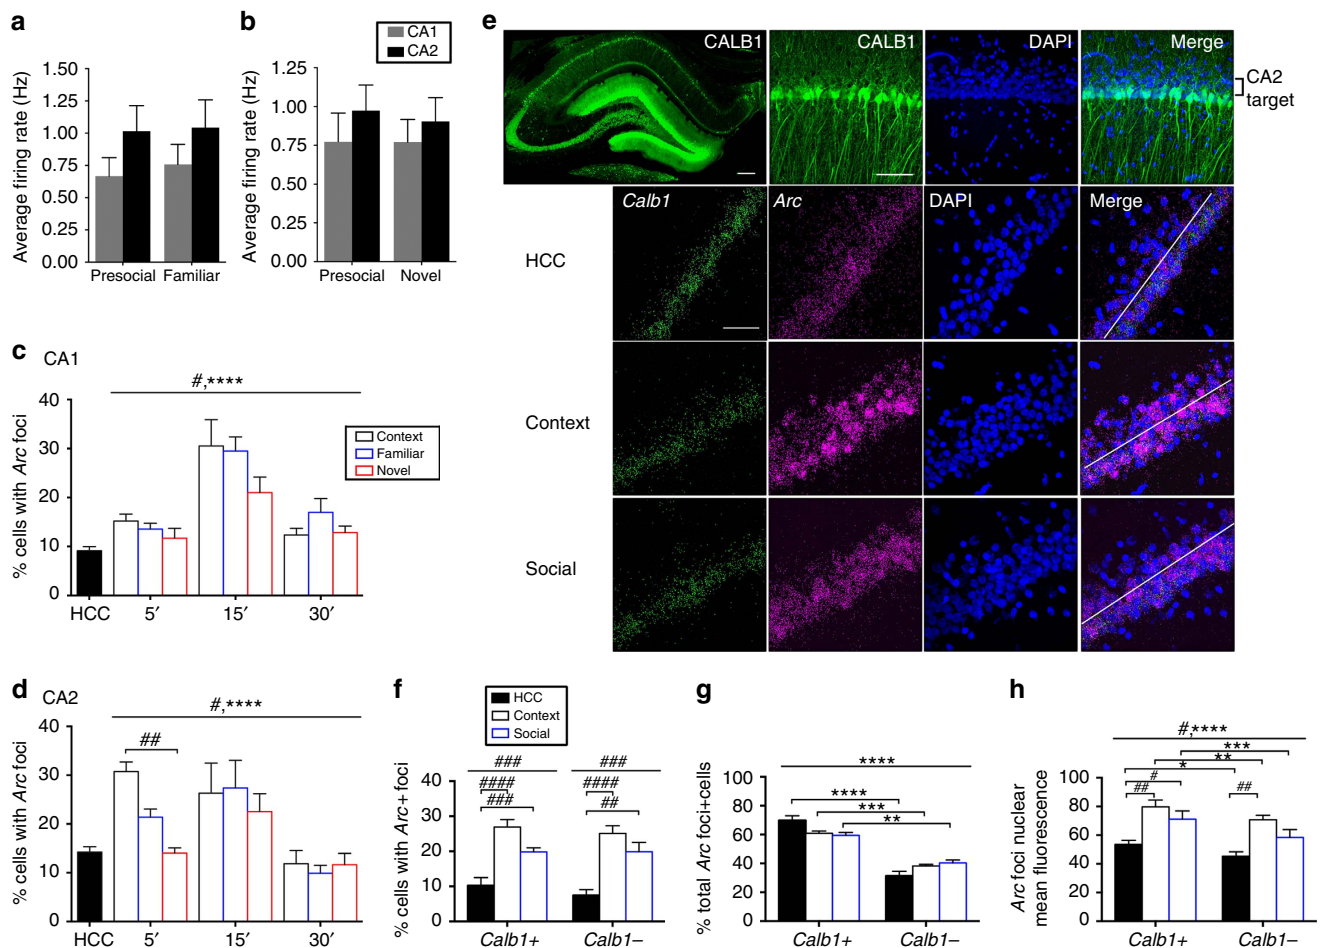 a
Average firing rate (Hz)
1.50
1.25
1.00
0.75
0.50
0.25
0.00
Presocial Familiar
b
CA1
CA2
Average firing rate (Hz)
1.25
1.00
0.75
0.50
0.25
0.00
Presocial Novel
c
CA1
#,****
% cells with Arc foci
40
30
20
10
0
HCC 5′ 15′ 30′
Context
Familiar
Novel
d
CA2
#,****
##
% cells with Arc foci
40
30
20
10
0
HCC 5′ 15′ 30′
e
CALB1 CALB1 DAPI Merge
CA2
target
Calb1 Arc DAPI Merge
HCC
Context
Social
f
HCC
Context
Social
% cells with Arc+ foci
40
30
20
10
0
### ###
#### ####
### ##
Calb1+ Calb1−
g
% total Arc foci+cells
100
80
60
40
20
0
****
****
***
**
Calb1+ Calb1−
h
Arc foci nuclear
mean fluorescence
100
80
60
40
20
0
#,****
***
**
*
#
## ##
Calb1+ Calb1−